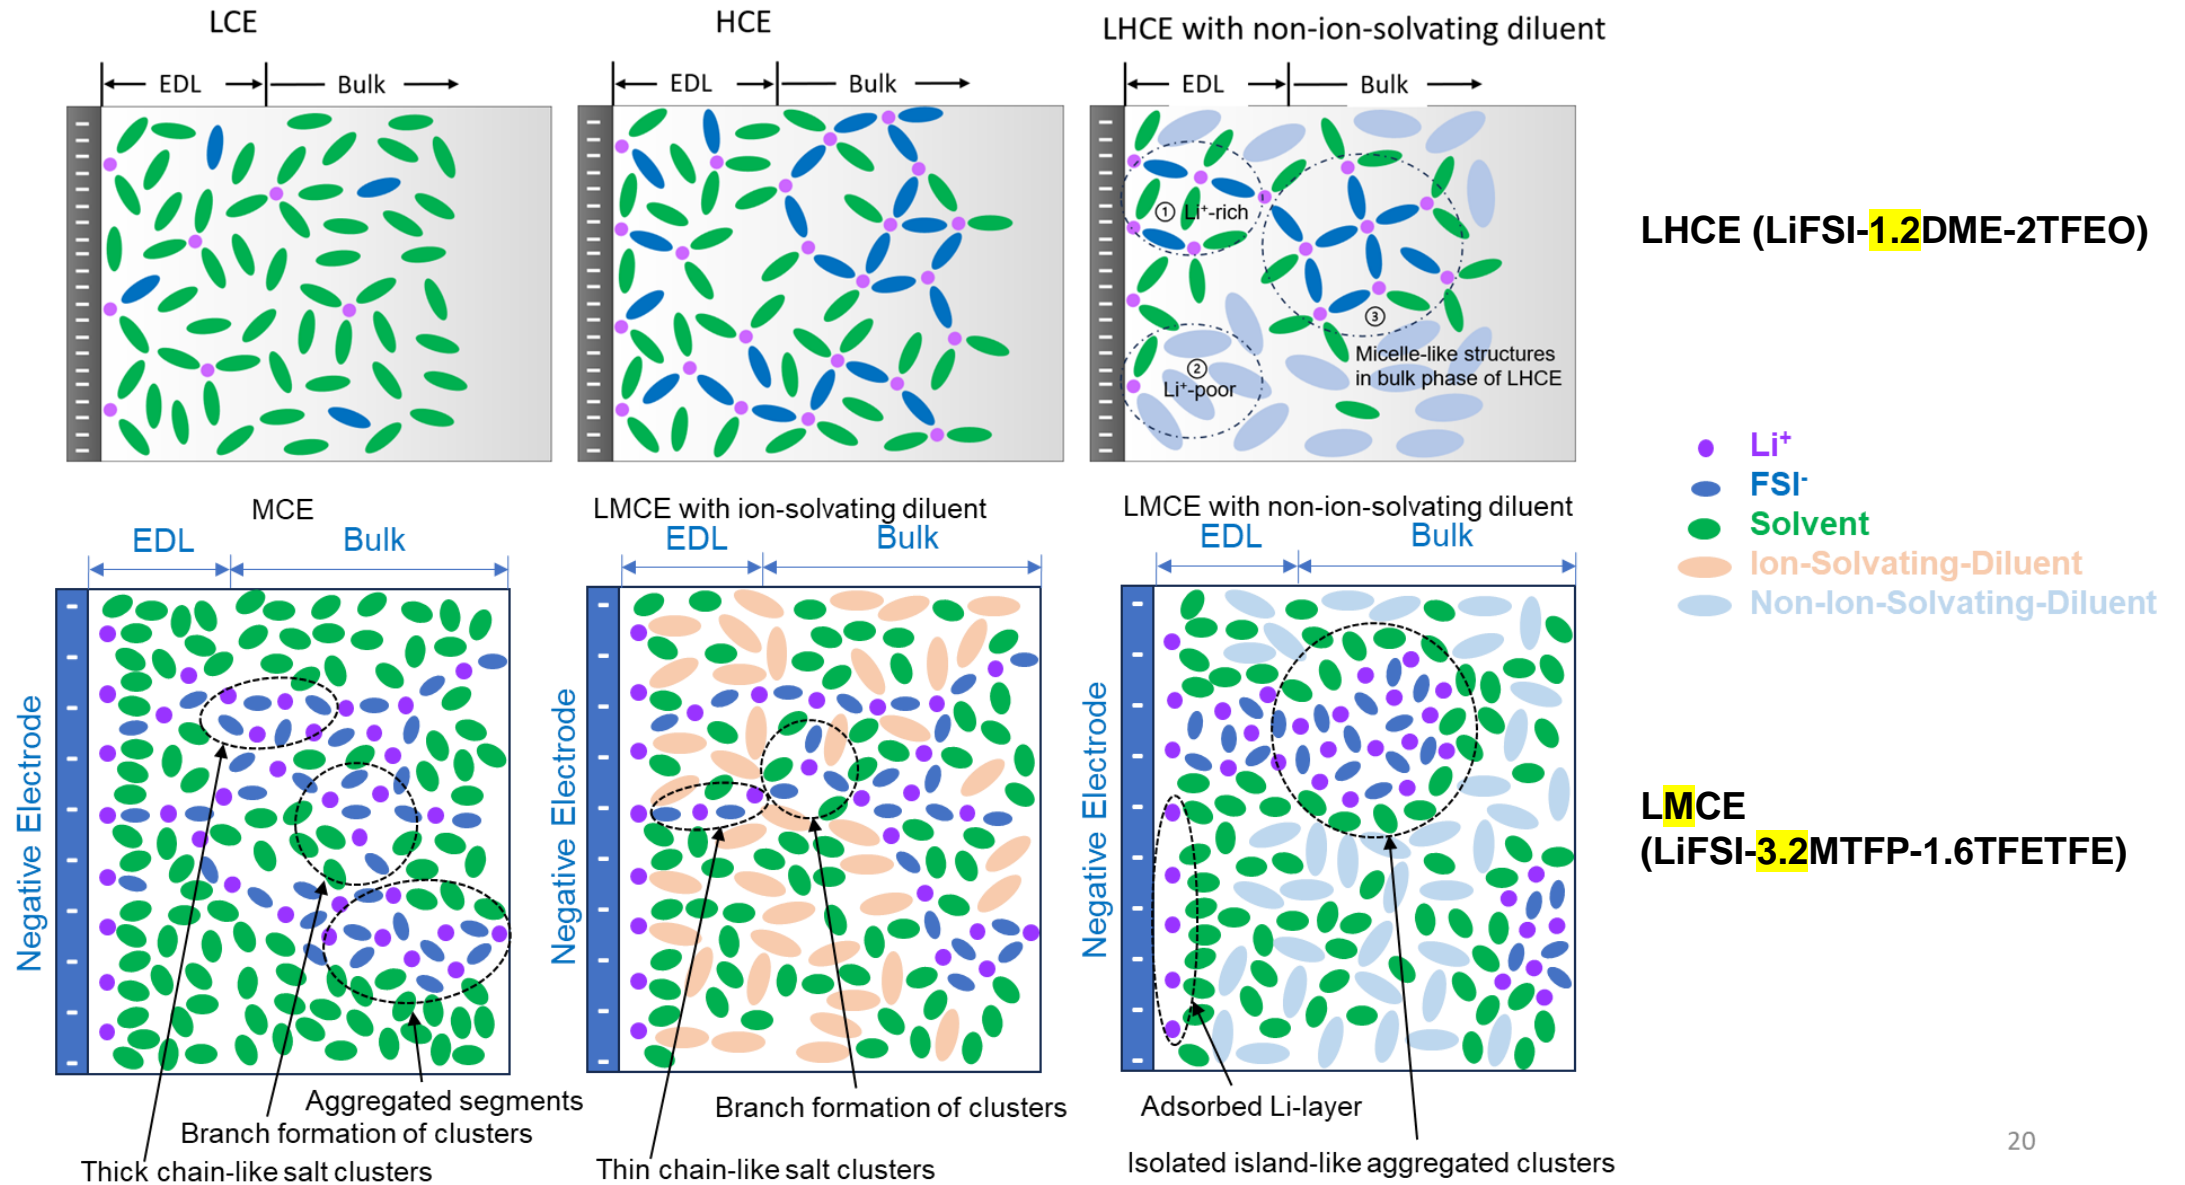 LCE
HCE
LHCE with non-ion-solvating diluent
EDL
Bulk
EDL
Bulk
EDL
Bulk
① Li⁺-rich
②
Li⁺-poor
③
Micelle-like structures
in bulk phase of LHCE
LHCE (LiFSI-1.2DME-2TFEO)
Li⁺
FSI⁻
Solvent
Ion-Solvating-Diluent
Non-Ion-Solvating-Diluent
MCE
LMCE with ion-solvating diluent
LMCE with non-ion-solvating diluent
EDL
Bulk
EDL
Bulk
EDL
Bulk
Negative Electrode
Negative Electrode
Negative Electrode
LMCE
(LiFSI-3.2MTFP-1.6TFETFE)
Aggregated segments
Branch formation of clusters
Thick chain-like salt clusters
Branch formation of clusters
Thin chain-like salt clusters
Adsorbed Li-layer
Isolated island-like aggregated clusters
20